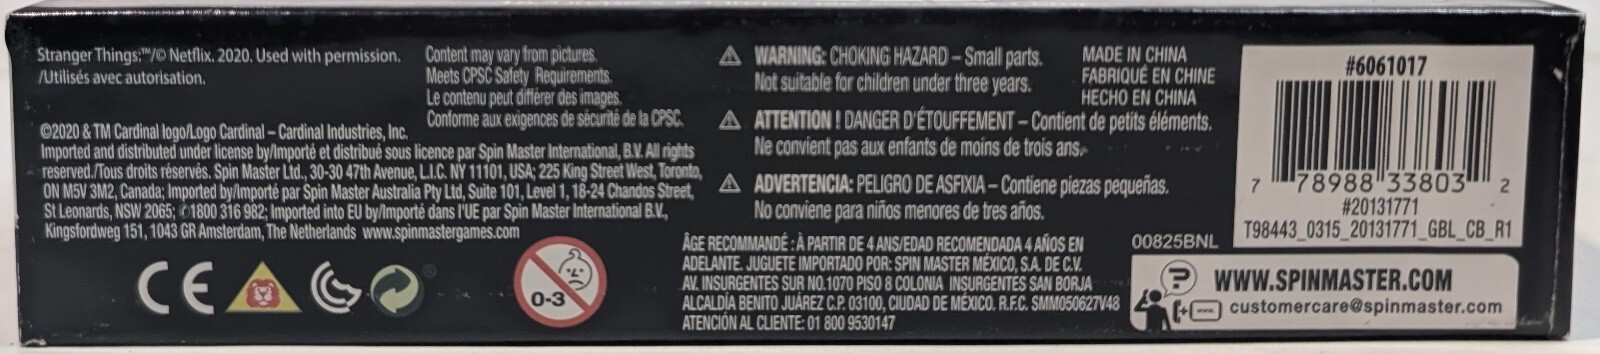 Stranger Things:™/© Netflix. 2020. Used with permission.
/Utilisés avec autorisation.
Content may vary from pictures.
Meets CPSC Safety Requirements.
Le contenu peut différer des images.
Conforme aux exigences de sécurité de la CPSC.
©2020 & TM Cardinal logo/Logo Cardinal – Cardinal Industries, Inc.
Imported and distributed under license by/Importé et distribué sous licence par Spin Master International, B.V. All rights
reserved./Tous droits réservés. Spin Master Ltd., 30-30 47th Avenue, L.I.C. NY 11101, USA; 225 King Street West, Toronto,
ON M5V 3M2, Canada; Imported by/Importé par Spin Master Australia Pty Ltd, Suite 101, Level 1, 18-24 Chandos Street,
St Leonards, NSW 2065; ✆1800 316 982; Imported into EU by/Importé dans l'UE par Spin Master International B.V.,
Kingsfordweg 151, 1043 GR Amsterdam, The Netherlands www.spinmastergames.com
CE
®
0-3
⚠ WARNING: CHOKING HAZARD – Small parts.
Not suitable for children under three years.
⚠ ATTENTION ! DANGER D'ÉTOUFFEMENT – Contient de petits éléments.
Ne convient pas aux enfants de moins de trois ans.
⚠ ADVERTENCIA: PELIGRO DE ASFIXIA – Contiene piezas pequeñas.
No conviene para niños menores de tres años.
MADE IN CHINA
FABRIQUÉ EN CHINE
HECHO EN CHINA
ÂGE RECOMMANDÉ : À PARTIR DE 4 ANS/EDAD RECOMENDADA 4 AÑOS EN
ADELANTE. JUGUETE IMPORTADO POR: SPIN MASTER MÉXICO, S.A. DE C.V.
AV. INSURGENTES SUR NO.1070 PISO 8 COLONIA INSURGENTES SAN BORJA
ALCALDÍA BENITO JUÁREZ C.P. 03100, CIUDAD DE MÉXICO. R.F.C. SMM050627V48
ATENCIÓN AL CLIENTE: 01 800 9530147
00825BNL
#6061017
7 78988 33803 2
#20131771
T98443_0315_20131771_GBL_CB_R1
WWW.SPINMASTER.COM
customercare@spinmaster.com